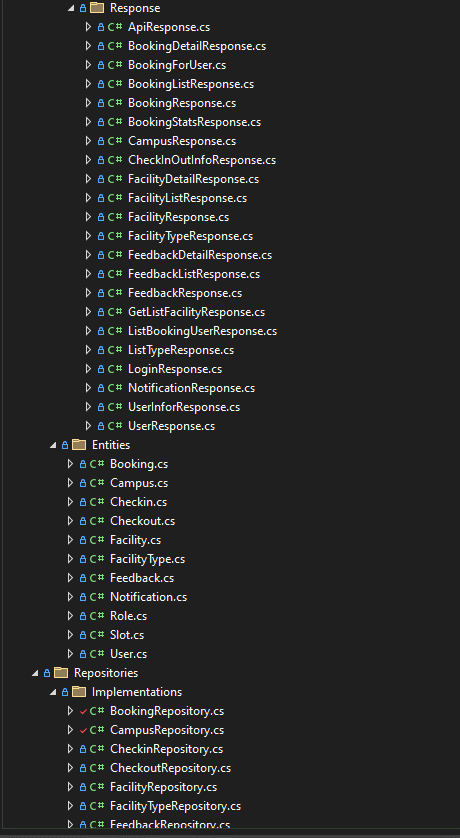 Response
C# ApiResponse.cs
C# BookingDetailResponse.cs
C# BookingForUser.cs
C# BookingListResponse.cs
C# BookingResponse.cs
C# BookingStatsResponse.cs
C# CampusResponse.cs
C# CheckInOutInfoResponse.cs
C# FacilityDetailResponse.cs
C# FacilityListResponse.cs
C# FacilityResponse.cs
C# FacilityTypeResponse.cs
C# FeedbackDetailResponse.cs
C# FeedbackListResponse.cs
C# FeedbackResponse.cs
C# GetListFacilityResponse.cs
C# ListBookingUserResponse.cs
C# ListTypeResponse.cs
C# LoginResponse.cs
C# NotificationResponse.cs
C# UserInforResponse.cs
C# UserResponse.cs
Entities
C# Booking.cs
C# Campus.cs
C# Checkin.cs
C# Checkout.cs
C# Facility.cs
C# FacilityType.cs
C# Feedback.cs
C# Notification.cs
C# Role.cs
C# Slot.cs
C# User.cs
Repositories
Implementations
C# BookingRepository.cs
C# CampusRepository.cs
C# CheckinRepository.cs
C# CheckoutRepository.cs
C# FacilityRepository.cs
C# FacilityTypeRepository.cs
C# FeedbackRepository.cs